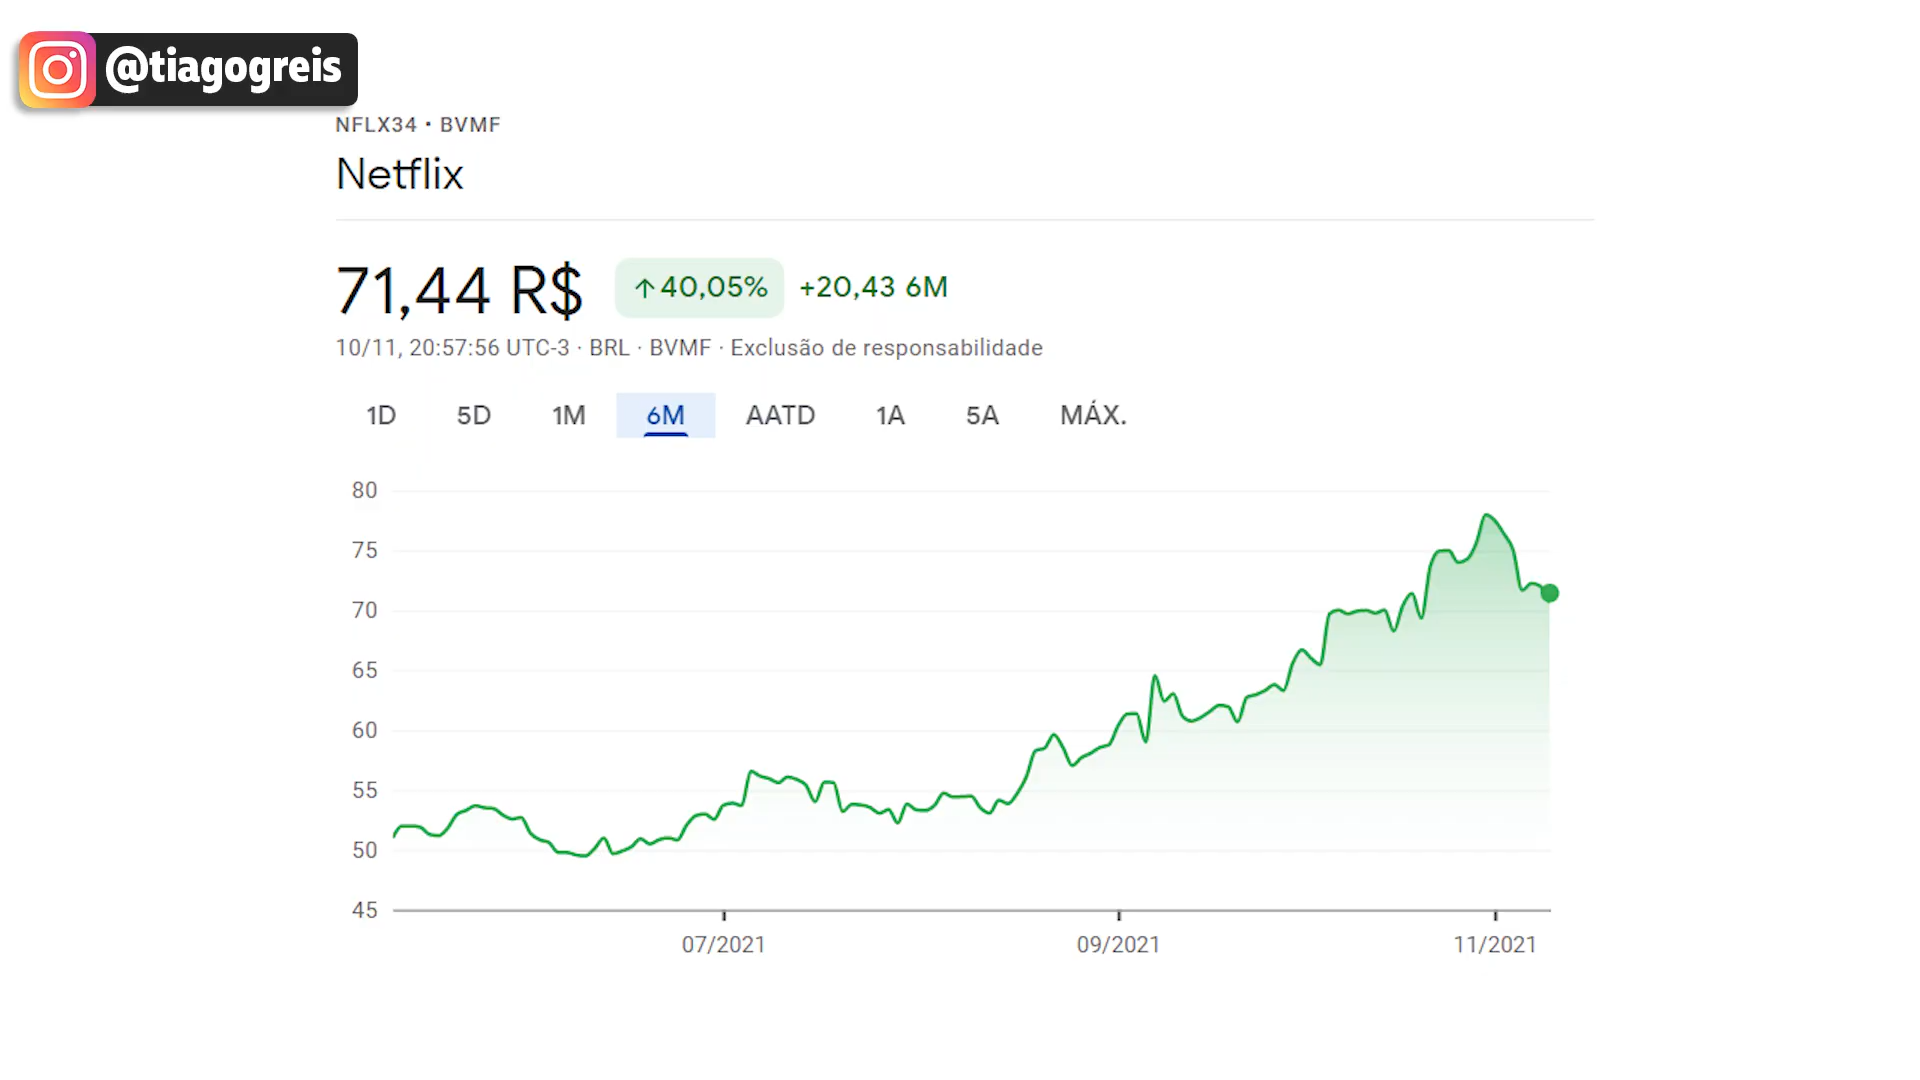 @tiagogreis
NFLX34 • BVMF
Netflix
71,44 R$ ↑40,05% +20,43 6M
10/11, 20:57:56 UTC-3 · BRL · BVMF · Exclusão de responsabilidade
1D 5D 1M 6M AATD 1A 5A MÁX.
80
75
70
65
60
55
50
45
07/2021 09/2021 11/2021